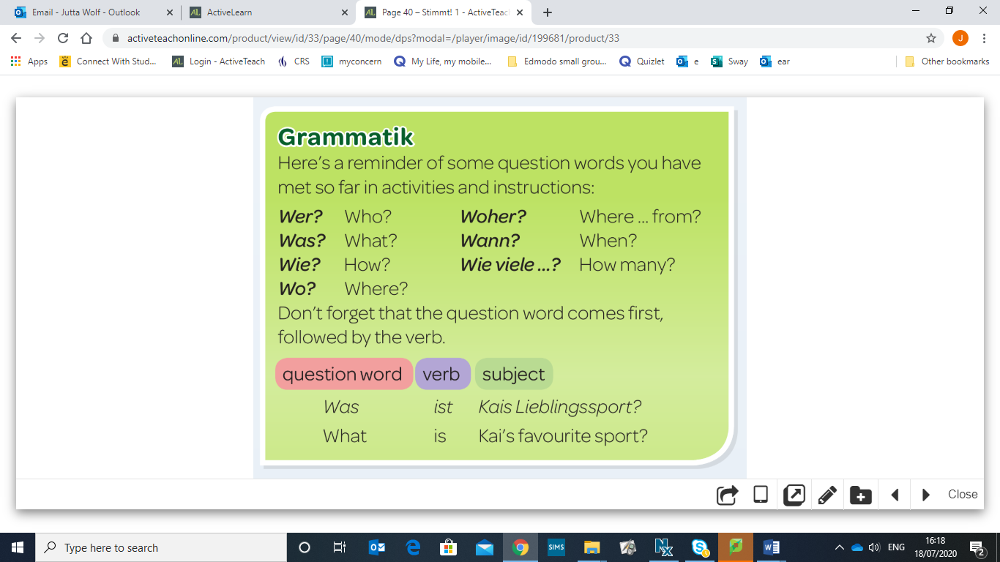 Email - Jutta Wolf - Outlook
ActiveLearn
Page 40 – Stimmt! 1 - ActiveTeac
activeteachonline.com/product/view/id/33/page/40/mode/dps?modal=/player/image/id/199681/product/33
J
Apps Connect With Stud... Login - ActiveTeach CRS myconcern My Life, my mobile... Edmodo small grou... Quizlet e Sway ear Other bookmarks
Grammatik
Here's a reminder of some question words you have
met so far in activities and instructions:
Wer? Who? Woher? Where ... from?
Was? What? Wann? When?
Wie? How? Wie viele ...? How many?
Wo? Where?
Don't forget that the question word comes first,
followed by the verb.
question word verb subject
Was ist Kais Lieblingssport?
What is Kai's favourite sport?
Close
Type here to search
SIMS
ENG
16:18
18/07/2020
2